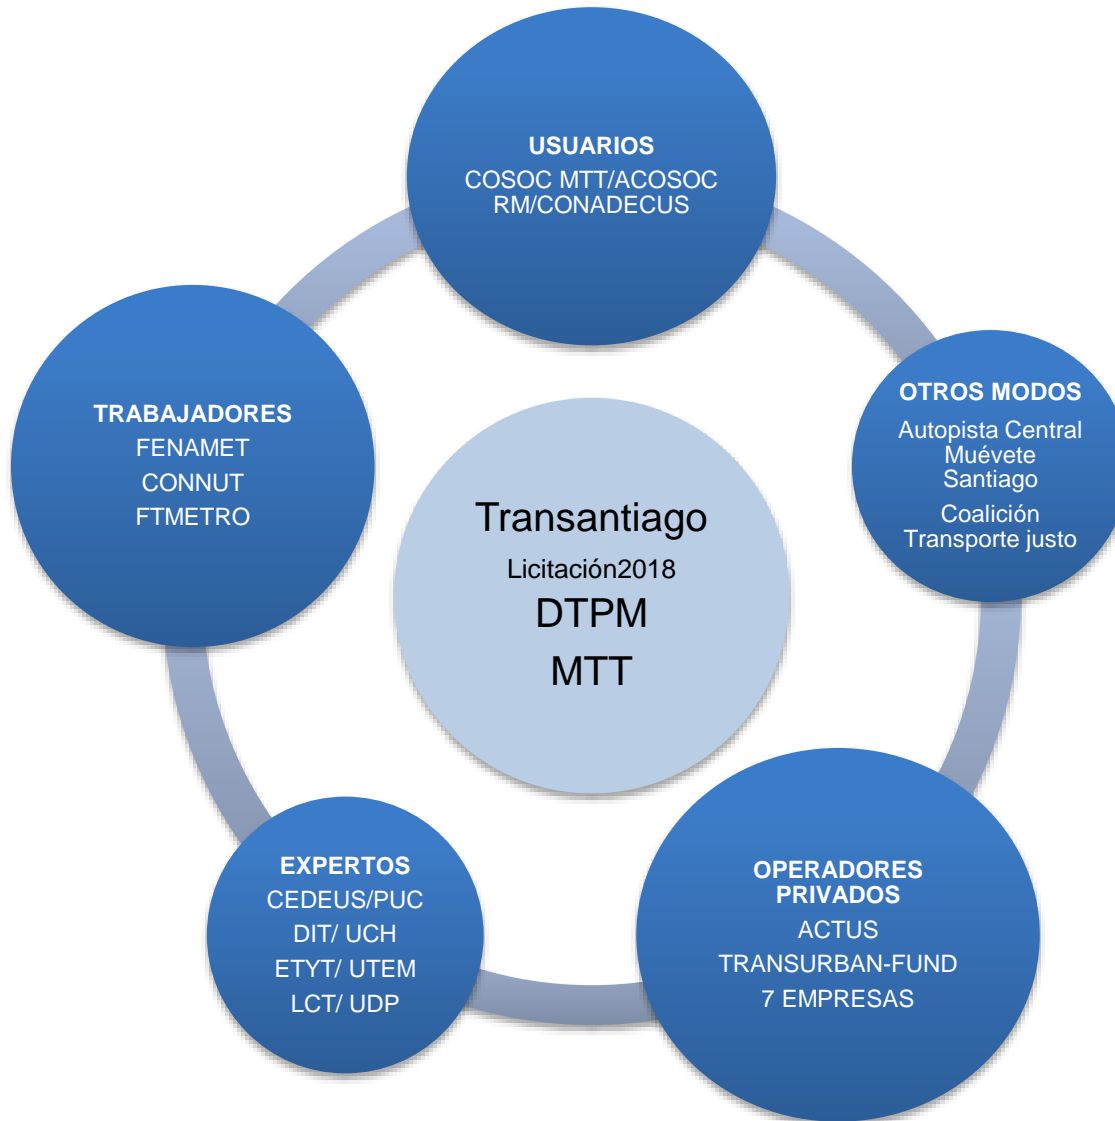 USUARIOS
COSOC MTT/ACOSOC
RM/CONADECUS
OTROS MODOS
Autopista Central
Muévete
Santiago
Coalición
Transporte justo
OPERADORES
PRIVADOS
ACTUS
TRANSURBAN-FUND
7 EMPRESAS
EXPERTOS
CEDEUS/PUC
DIT/ UCH
ETYT/ UTEM
LCT/ UDP
TRABAJADORES
FENAMET
CONNUT
FTMETRO
Transantiago
Licitación2018
DTPM
MTT